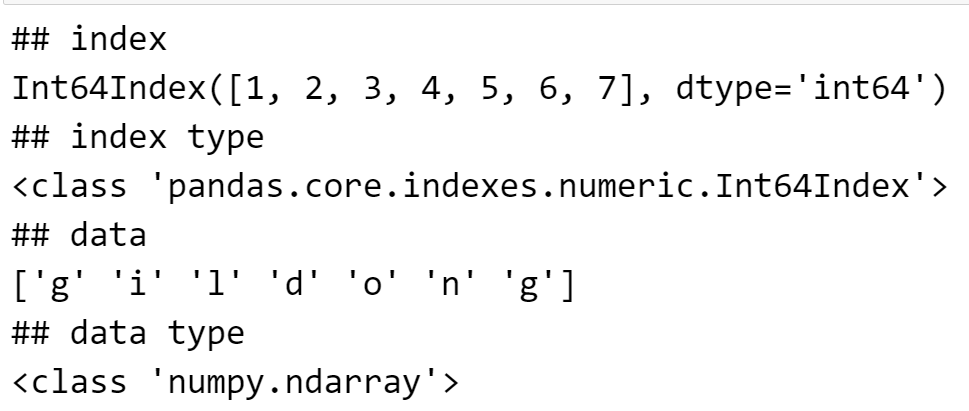 ## index
Int64Index([1, 2, 3, 4, 5, 6, 7], dtype='int64')
## index type
<class 'pandas.core.indexes.numeric.Int64Index'>
## data
['g' 'i' 'l' 'd' 'o' 'n' 'g']
## data type
<class 'numpy.ndarray'>